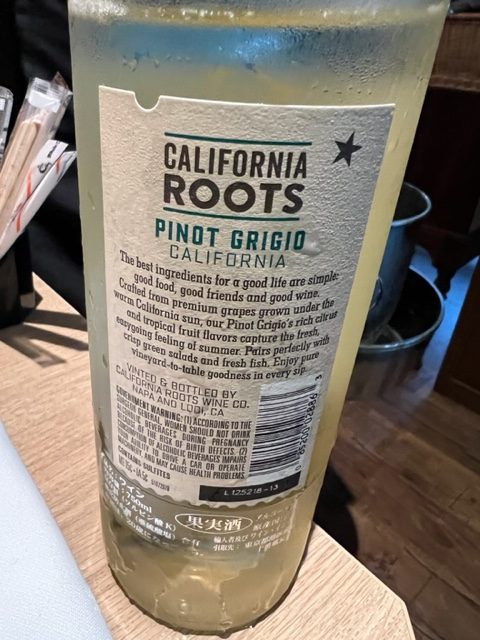 CALIFORNIA
ROOTS
PINOT GRIGIO
CALIFORNIA
The best ingredients for a good life are simple:
good food, good friends and good wine.
Crafted from premium grapes grown under the
warm California sun, our Pinot Grigio's rich citrus
and tropical fruit flavors capture the fresh,
easygoing feeling of summer. Pairs perfectly with
crisp green salads and fresh fish. Enjoy pure
vineyard-to-table goodness in every sip.
VINTED & BOTTLED BY
CALIFORNIA ROOTS WINE CO.
NAPA AND LODI, CA
GOVERNMENT WARNING: (1) ACCORDING TO THE
SURGEON GENERAL, WOMEN SHOULD NOT DRINK
ALCOHOLIC BEVERAGES DURING PREGNANCY
BECAUSE OF THE RISK OF BIRTH DEFECTS. (2)
CONSUMPTION OF ALCOHOLIC BEVERAGES IMPAIRS
YOUR ABILITY TO DRIVE A CAR OR OPERATE
MACHINERY, AND MAY CAUSE HEALTH PROBLEMS.
CONTAINS SULFITES
L125218-13
ワイン
750ml
果実酒